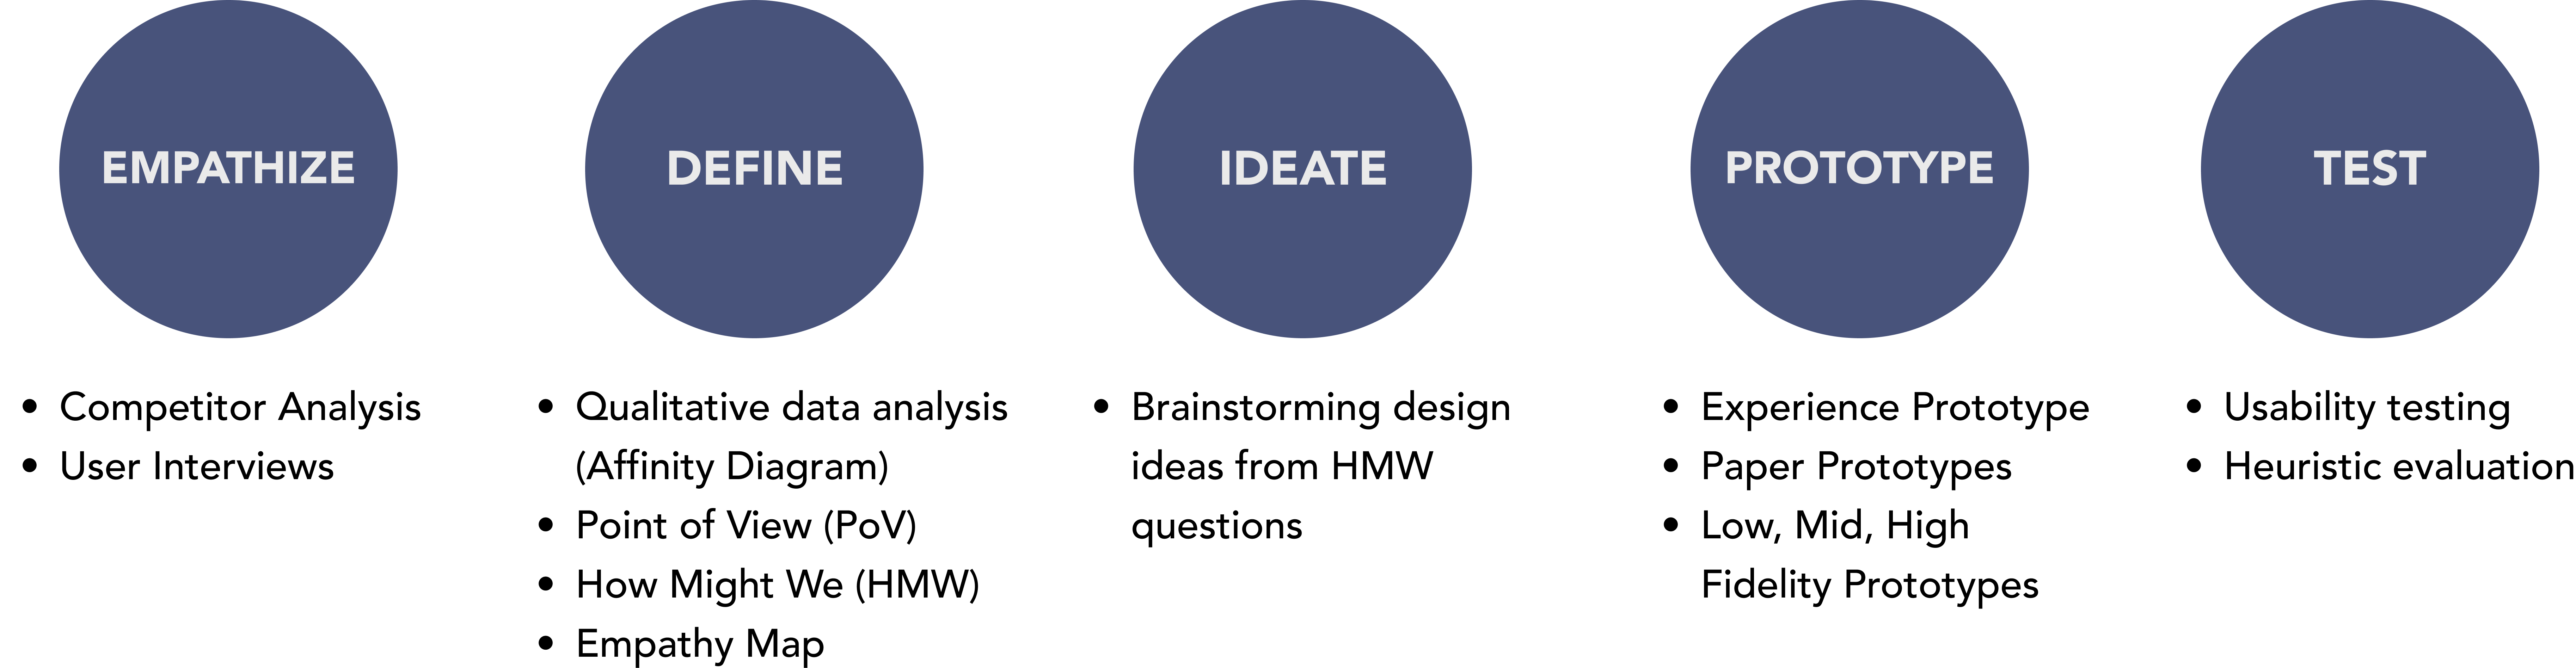 EMPATHIZE
• Competitor Analysis
• User Interviews
DEFINE
• Qualitative data analysis
(Affinity Diagram)
• Point of View (PoV)
• How Might We (HMW)
• Empathy Map
IDEATE
• Brainstorming design
ideas from HMW
questions
PROTOTYPE
• Experience Prototype
• Paper Prototypes
• Low, Mid, High
Fidelity Prototypes
TEST
• Usability testing
• Heuristic evaluation